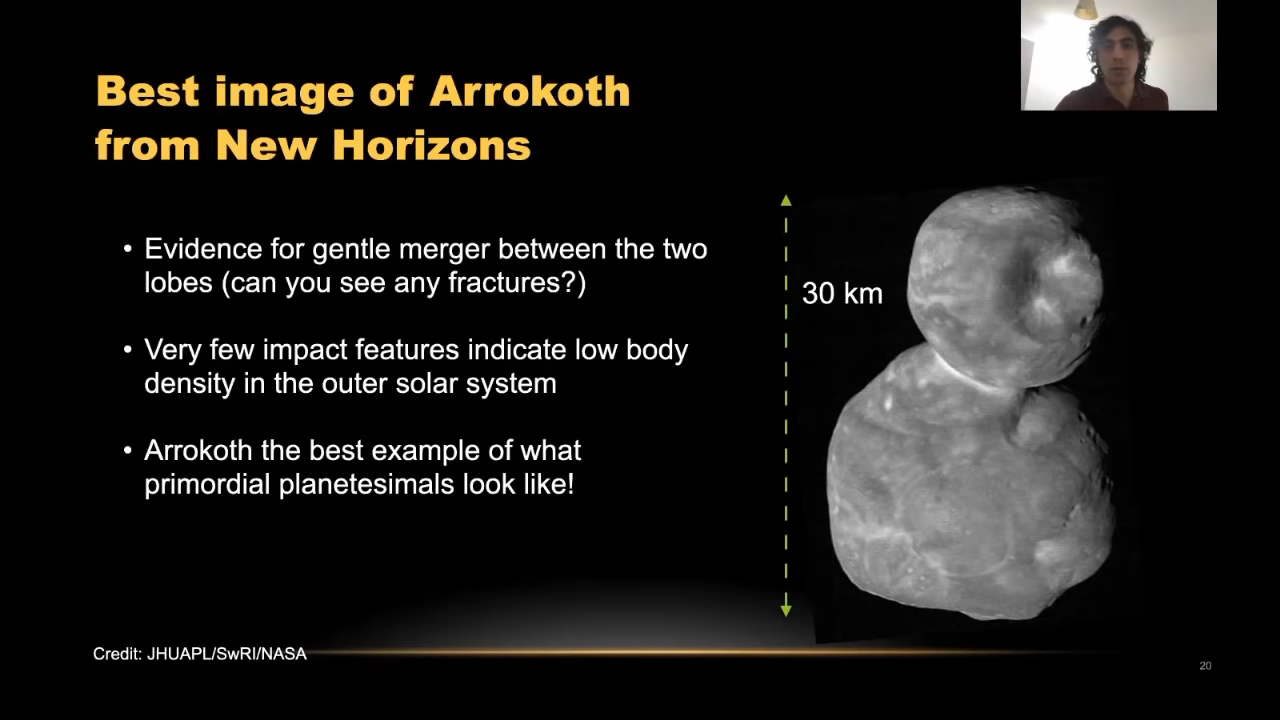 Best image of Arrokoth
from New Horizons
• Evidence for gentle merger between the two
lobes (can you see any fractures?)
• Very few impact features indicate low body
density in the outer solar system
• Arrokoth the best example of what
primordial planetesimals look like!
30 km
Credit: JHUAPL/SwRI/NASA
20